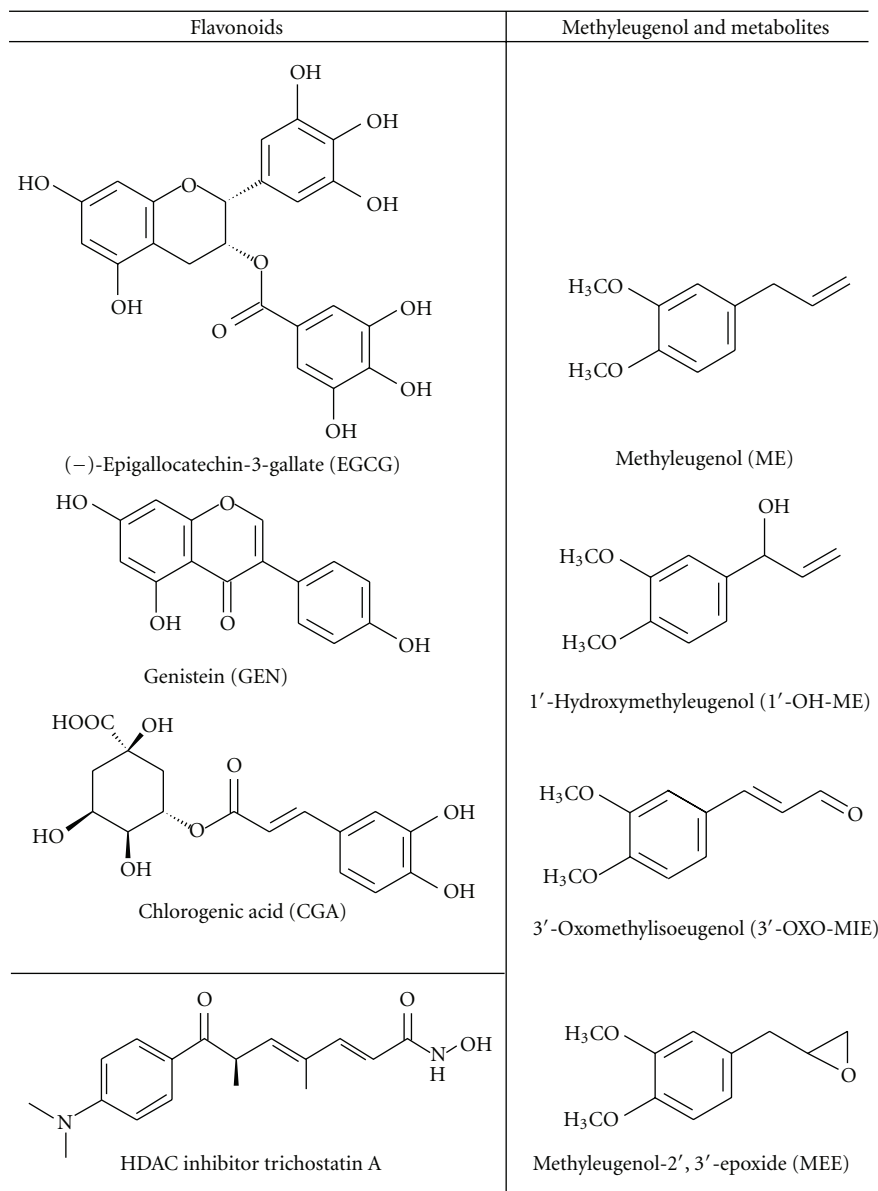 Flavonoids
Methyleugenol and metabolites
OH
OH
OH
HO
O
O
OH
O
OH
OH
OH
(−)-Epigallocatechin-3-gallate (EGCG)
HO
O
OH
O
OH
Genistein (GEN)
HOOC
OH
O
HO
O
OH
OH
OH
Chlorogenic acid (CGA)
O
O
N
H
OH
N
HDAC inhibitor trichostatin A
H₃CO
H₃CO
Methyleugenol (ME)
OH
H₃CO
H₃CO
1′-Hydroxymethyleugenol (1′-OH-ME)
H₃CO
O
H₃CO
3′-Oxomethylisoeugenol (3′-OXO-MIE)
H₃CO
O
H₃CO
Methyleugenol-2′, 3′-epoxide (MEE)